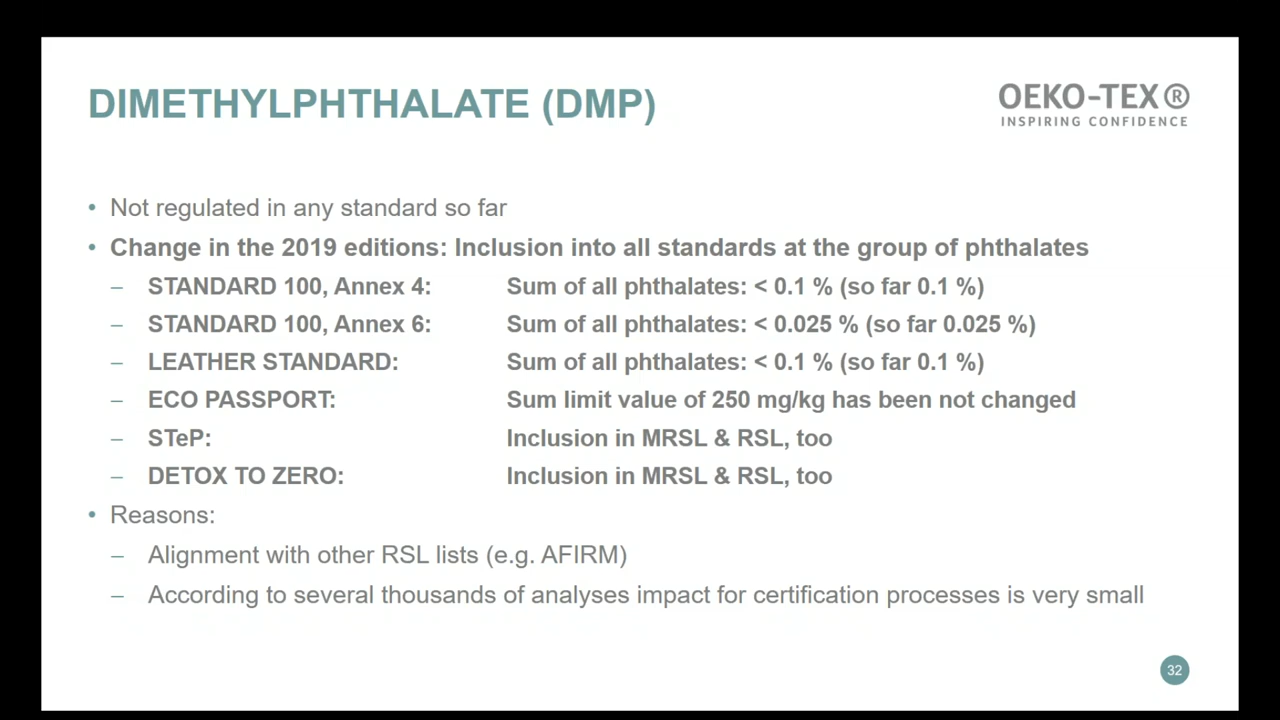 DIMETHYLPHTHALATE (DMP)
OEKO-TEX®
INSPIRING CONFIDENCE
• Not regulated in any standard so far
• Change in the 2019 editions: Inclusion into all standards at the group of phthalates
– STANDARD 100, Annex 4: Sum of all phthalates: < 0.1 % (so far 0.1 %)
– STANDARD 100, Annex 6: Sum of all phthalates: < 0.025 % (so far 0.025 %)
– LEATHER STANDARD: Sum of all phthalates: < 0.1 % (so far 0.1 %)
– ECO PASSPORT: Sum limit value of 250 mg/kg has been not changed
– STeP: Inclusion in MRSL & RSL, too
– DETOX TO ZERO: Inclusion in MRSL & RSL, too
• Reasons:
– Alignment with other RSL lists (e.g. AFIRM)
– According to several thousands of analyses impact for certification processes is very small
32